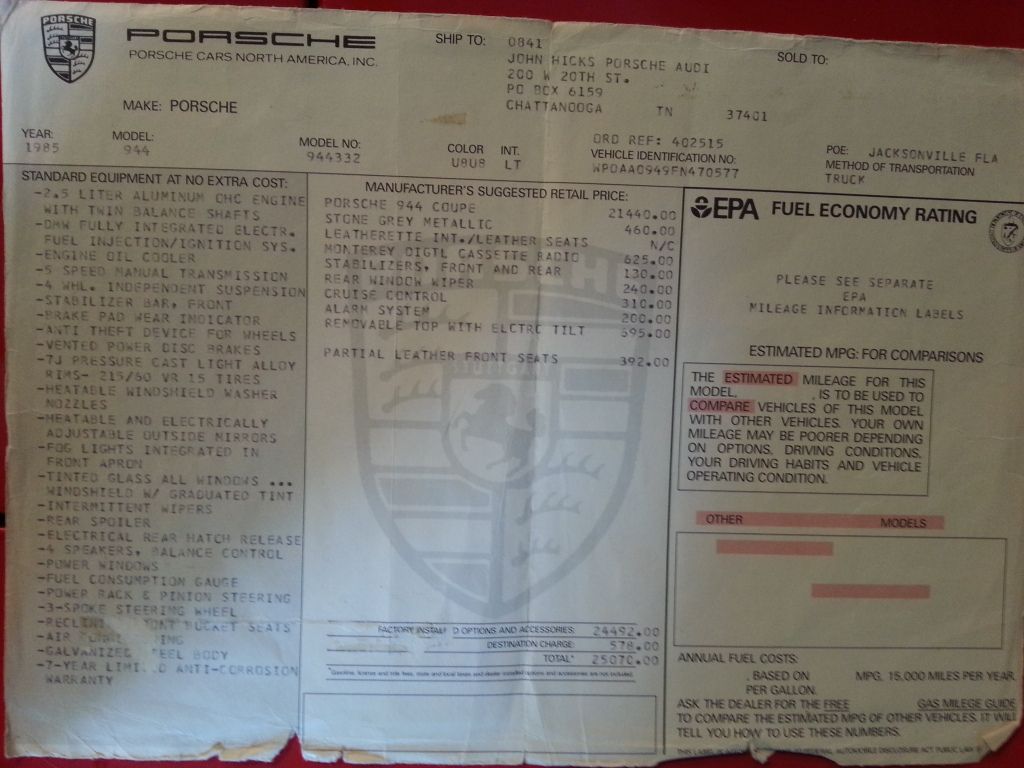 PORSCHE
PORSCHE
PORSCHE CARS NORTH AMERICA, INC.
SHIP TO: 0841
JOHN HICKS PORSCHE AUDI
200 W 20TH ST.
PO BOX 6159
CHATTANOOGA TN 37401
SOLD TO:
MAKE: PORSCHE
YEAR: 1985
MODEL: 944
MODEL NO: 944332
COLOR U8U8
INT. LT
ORD REF: 402515
VEHICLE IDENTIFICATION NO:
WP0AA0949FN470577
POE: JACKSONVILLE FLA
METHOD OF TRANSPORTATION
TRUCK
STANDARD EQUIPMENT AT NO EXTRA COST:
-2.5 LITER ALUMINUM OHC ENGINE
WITH TWIN BALANCE SHAFTS
-DME FULLY INTEGRATED ELECTR.
FUEL INJECTION/IGNITION SYS.
-ENGINE OIL COOLER
-5 SPEED MANUAL TRANSMISSION
-4 WHL. INDEPENDENT SUSPENSION
-STABILIZER BAR, FRONT
-BRAKE PAD WEAR INDICATOR
-ANTI THEFT DEVICE FOR WHEELS
-VENTED POWER DISC BRAKES
-7J PRESSURE CAST LIGHT ALLOY
RIMS- 215/60 VR 15 TIRES
-HEATABLE WINDSHIELD WASHER
NOZZLES
-HEATABLE AND ELECTRICALLY
ADJUSTABLE OUTSIDE MIRRORS
-FOG LIGHTS INTEGRATED IN
FRONT APRON
-TINTED GLASS ALL WINDOWS ...
WINDSHIELD W/ GRADUATED TINT
-INTERMITTENT WIPERS
-REAR SPOILER
-ELECTRICAL REAR HATCH RELEASE
-4 SPEAKERS, BALANCE CONTROL
-POWER WINDOWS
-FUEL CONSUMPTION GAUGE
-POWER RACK & PINION STEERING
-3-SPOKE STEERING WHEEL
BUCKET SEATS
-AIR
-GALVANIZED BODY
-7-YEAR ANTI-CORROSION
WARRANTY
MANUFACTURER'S SUGGESTED RETAIL PRICE:
PORSCHE 944 COUPE 21440.00
STONE GREY METALLIC 460.00
LEATHERETTE INT./LEATHER SEATS N/C
MONTEREY DIGTL CASSETTE RADIO 625.00
STABILIZERS, FRONT AND REAR 130.00
REAR WINDOW WIPER 240.00
CRUISE CONTROL 310.00
ALARM SYSTEM 200.00
REMOVABLE TOP WITH ELCTRC TILT 695.00
PARTIAL LEATHER FRONT SEATS 392.00
FACTORY INSTALLED OPTIONS AND ACCESSORIES: 24492.00
DESTINATION CHARGE: 578.00
TOTAL* 25070.00
EPA FUEL ECONOMY RATING
PLEASE SEE SEPARATE
EPA
MILEAGE INFORMATION LABELS
ESTIMATED MPG: FOR COMPARISONS
THE ESTIMATED MILEAGE FOR THIS
MODEL, , IS TO BE USED TO
COMPARE VEHICLES OF THIS MODEL
WITH OTHER VEHICLES. YOUR OWN
MILEAGE MAY BE POORER DEPENDING
ON OPTIONS, DRIVING CONDITIONS,
YOUR DRIVING HABITS AND VEHICLE
OPERATING CONDITION.
OTHER MODELS
ANNUAL FUEL COSTS:
, BASED ON MPG, 15,000 MILES PER YEAR,
PER GALLON.
ASK THE DEALER FOR THE FREE GAS MILEGE GUIDE
TO COMPARE THE ESTIMATED MPG OF OTHER VEHICLES. IT WILL
TELL YOU HOW TO USE THESE NUMBERS.